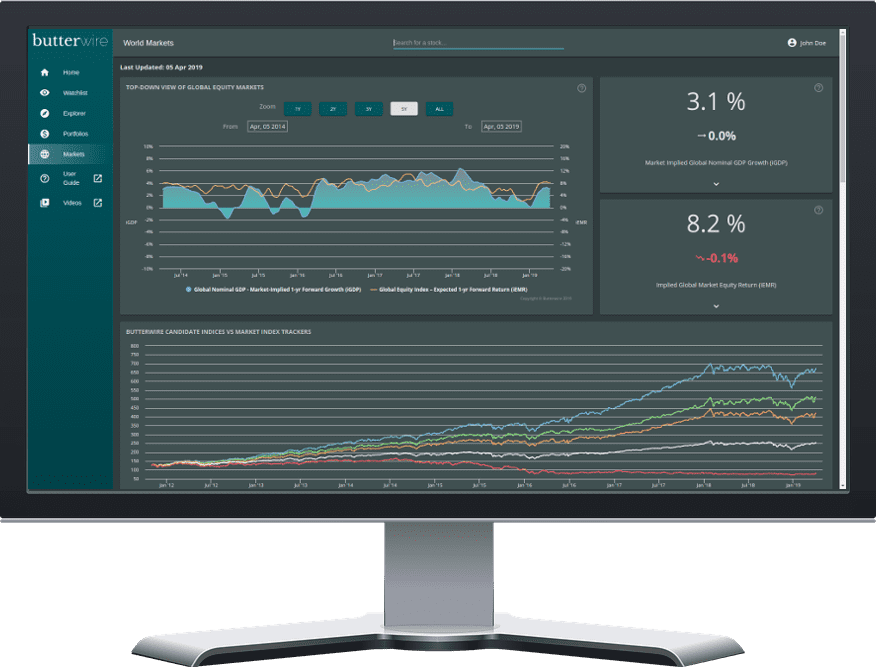 butterwire
World Markets
Search for a stock...
John Doe
Home
Watchlist
Explorer
Portfolios
Markets
User
Guide
Videos
Last Updated: 05 Apr 2019
TOP-DOWN VIEW OF GLOBAL EQUITY MARKETS
Zoom 1Y 2Y 3Y 5Y ALL
From Apr, 05 2014 To Apr, 05 2019
10% 20%
8% 16%
6% 12%
4% 8%
2% 4%
0% 0%
iGDP -2% -4% iEMR
-4% -8%
-6% -12%
-8% -16%
-10% -20%
Jul '14 Jan '15 Jul '15 Jan '16 Jul '16 Jan '17 Jul '17 Jan '18 Jul '18 Jan '19
Global Nominal GDP - Market-Implied 1-yr Forward Growth (iGDP) Global Equity Index – Expected 1-yr Forward Return (iEMR)
Copyright © Butterwire 2019
3.1 %
0.0%
Market Implied Global Nominal GDP Growth (iGDP)
8.2 %
-0.1%
Implied Global Market Equity Return (iEMR)
BUTTERWIRE CANDIDATE INDICES VS MARKET INDEX TRACKERS
800
750
700
650
600
550
500
450
400
350
300
250
200
150
100
50
Jan '12 Jul '12 Jan '13 Jul '13 Jan '14 Jul '14 Jan '15 Jul '15 Jan '16 Jul '16 Jan '17 Jul '17 Jan '18 Jul '18 Jan '19